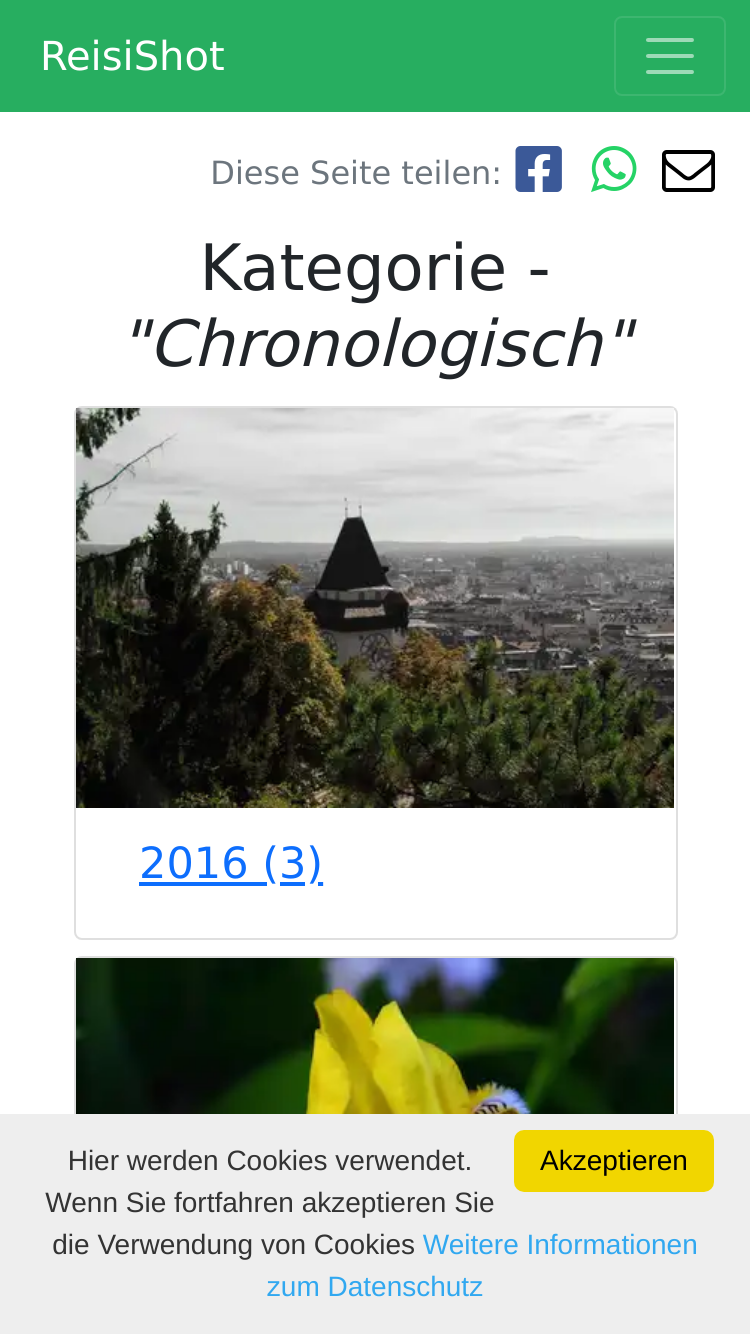 ReisiShot
Diese Seite teilen:
Kategorie -
"Chronologisch"
2016 (3)
Hier werden Cookies verwendet.
Akzeptieren
Wenn Sie fortfahren akzeptieren Sie
die Verwendung von Cookies Weitere Informationen
zum Datenschutz